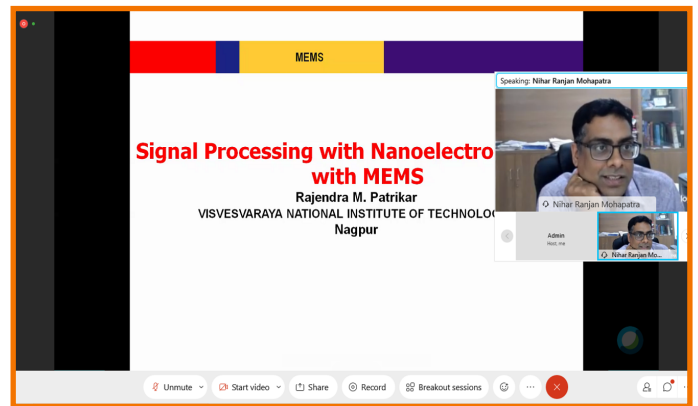 MEMS
Speaking: Nihar Ranjan Mohapatra
Signal Processing with Nanoelectro
with MEMS
Rajendra M. Patrikar
VISVESVARAYA NATIONAL INSTITUTE OF TECHNOLO
Nagpur
Nihar Ranjan Mohapatra
Admin
Host, me
Nihar Ranjan Mo...
Unmute
Start video
Share
Record
Breakout sessions